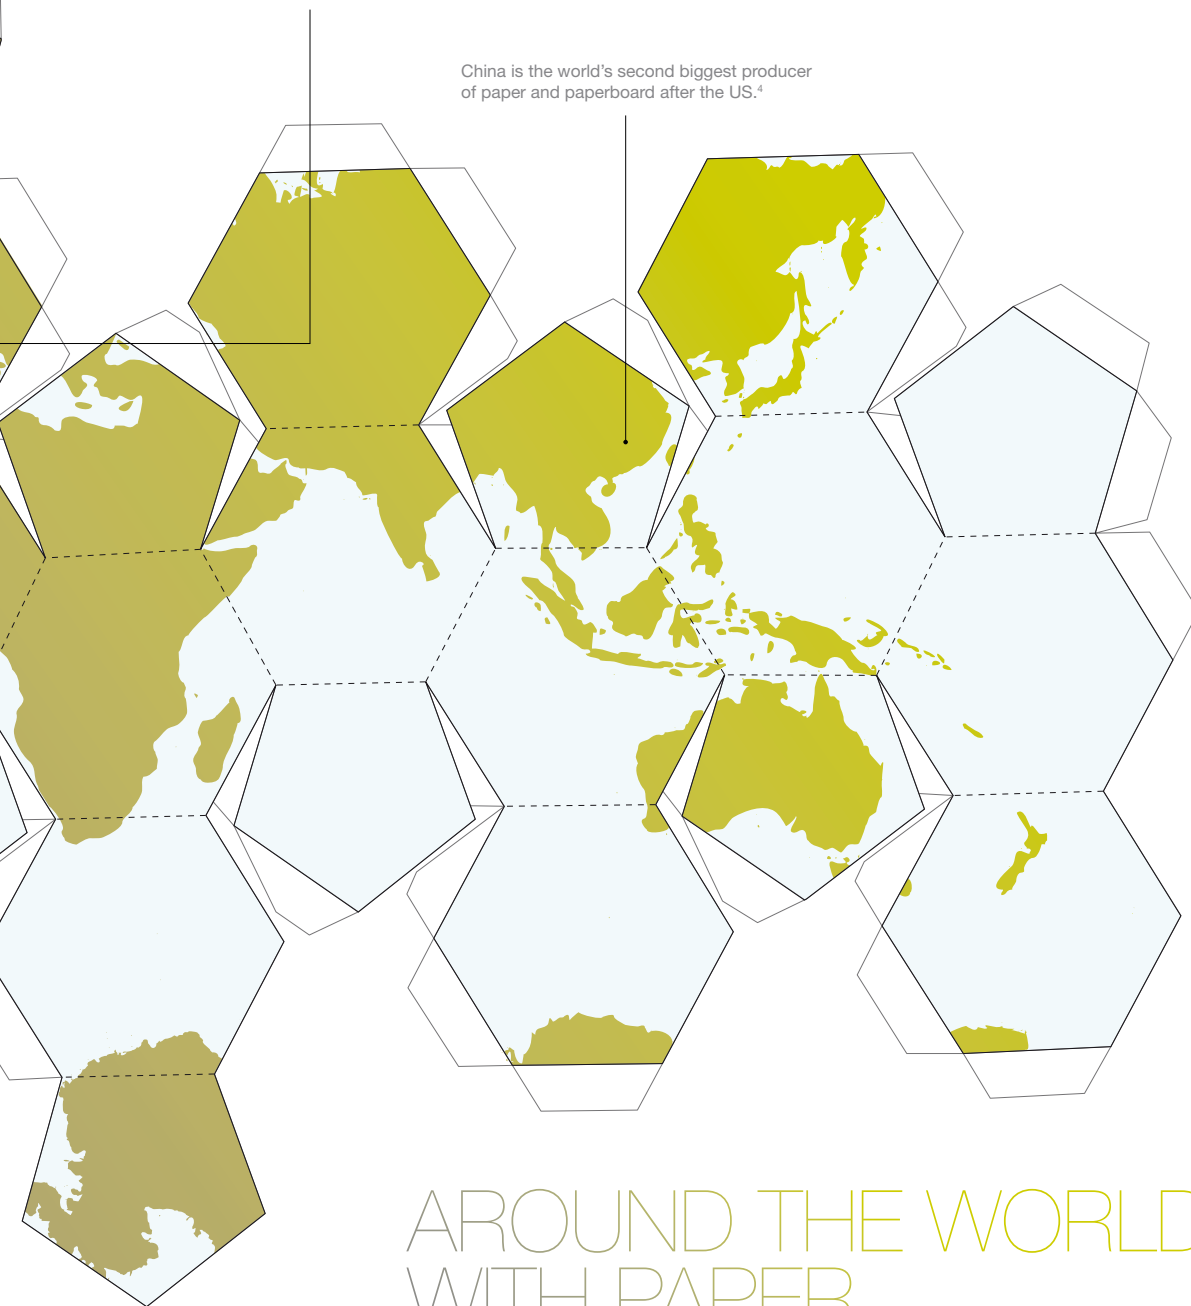 China is the world’s second biggest producer
of paper and paperboard after the US.4
AROUND THE WORLD
WITH PAPER